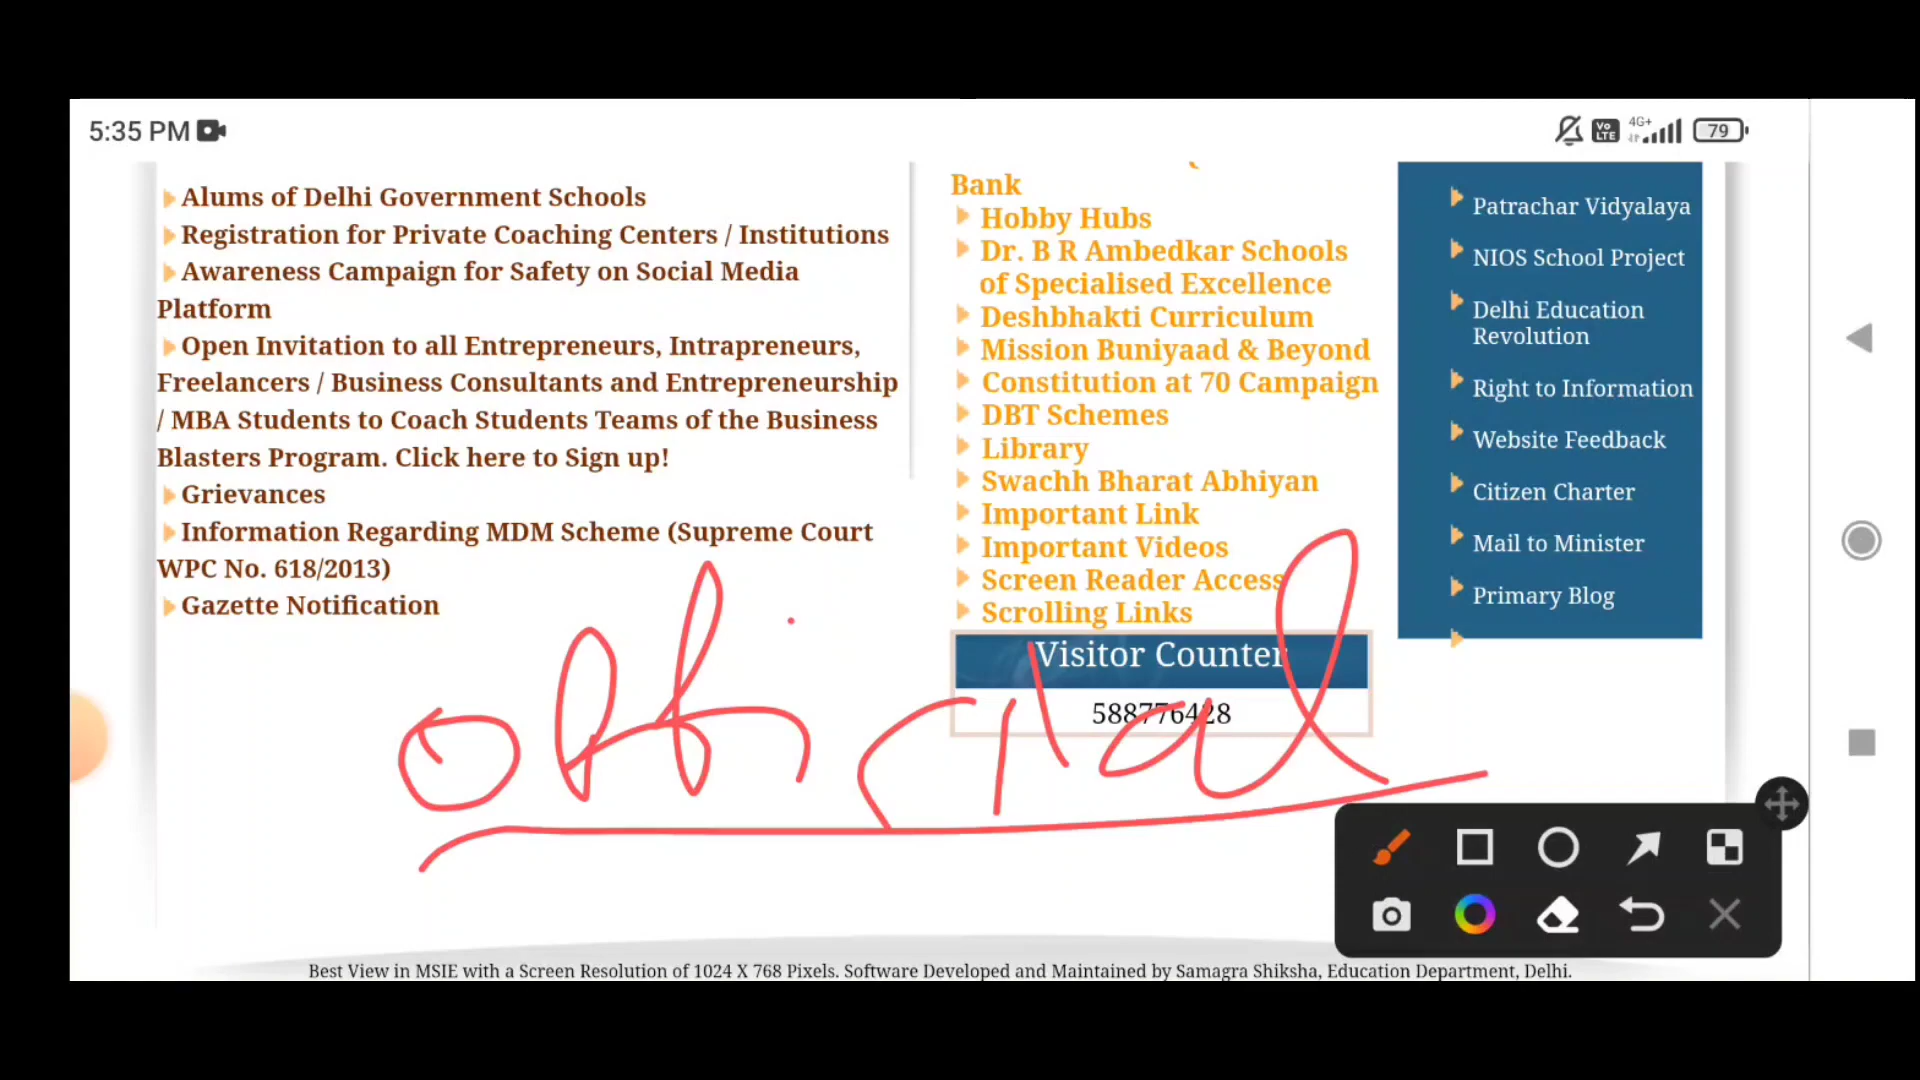 5:35 PM
Vo LTE 4G+ 79
Alums of Delhi Government Schools
Registration for Private Coaching Centers / Institutions
Awareness Campaign for Safety on Social Media
Platform
Open Invitation to all Entrepreneurs, Intrapreneurs,
Freelancers / Business Consultants and Entrepreneurship
/ MBA Students to Coach Students Teams of the Business
Blasters Program. Click here to Sign up!
Grievances
Information Regarding MDM Scheme (Supreme Court
WPC No. 618/2013)
Gazette Notification
Bank
Hobby Hubs
Dr. B R Ambedkar Schools
of Specialised Excellence
Deshbhakti Curriculum
Mission Buniyaad & Beyond
Constitution at 70 Campaign
DBT Schemes
Library
Swachh Bharat Abhiyan
Important Link
Important Videos
Screen Reader Access
Scrolling Links
Visitor Counter
588776428
Patrachar Vidyalaya
NIOS School Project
Delhi Education
Revolution
Right to Information
Website Feedback
Citizen Charter
Mail to Minister
Primary Blog
official
Best View in MSIE with a Screen Resolution of 1024 X 768 Pixels. Software Developed and Maintained by Samagra Shiksha, Education Department, Delhi.